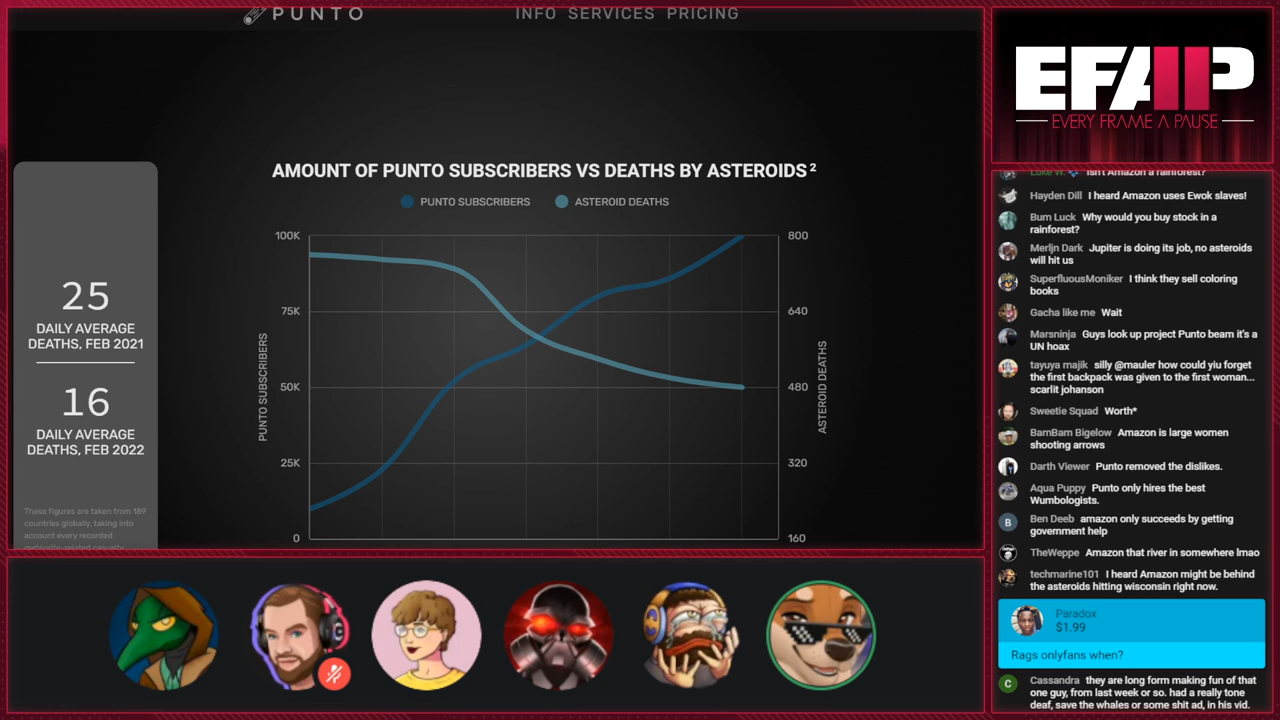 PUNTO
INFO SERVICES PRICING
25
DAILY AVERAGE
DEATHS, FEB 2021
16
DAILY AVERAGE
DEATHS, FEB 2022
These figures are taken from 189
countries globally, taking into
account every recorded
meteorite-related casualty
AMOUNT OF PUNTO SUBSCRIBERS VS DEATHS BY ASTEROIDS 2
PUNTO SUBSCRIBERS
ASTEROID DEATHS
100K
75K
50K
25K
0
PUNTO SUBSCRIBERS
800
640
480
320
160
ASTEROID DEATHS
EFAP
EVERY FRAME A PAUSE
Luke W. Isn't Amazon a rainforest?
Hayden Dill I heard Amazon uses Ewok slaves!
Bum Luck Why would you buy stock in a
rainforest?
Merljn Dark Jupiter is doing its job, no asteroids
will hit us
SuperfluousMoniker I think they sell coloring
books
Gacha like me Wait
Marsninja Guys look up project Punto beam it's a
UN hoax
tayuya majik silly @mauler how could yiu forget
the first backpack was given to the first woman...
scarlit johanson
Sweetie Squad Worth*
BamBam Bigelow Amazon is large women
shooting arrows
Darth Viewer Punto removed the dislikes.
Aqua Puppy Punto only hires the best
Wumbologists.
B
Ben Deeb amazon only succeeds by getting
government help
TheWeppe Amazon that river in somewhere lmao
techmarine101 I heard Amazon might be behind
the asteroids hitting wisconsin right now.
Paradox
$1.99
Rags onlyfans when?
C
Cassandra they are long form making fun of that
one guy, from last week or so. had a really tone
deaf, save the whales or some shit ad, in his vid.